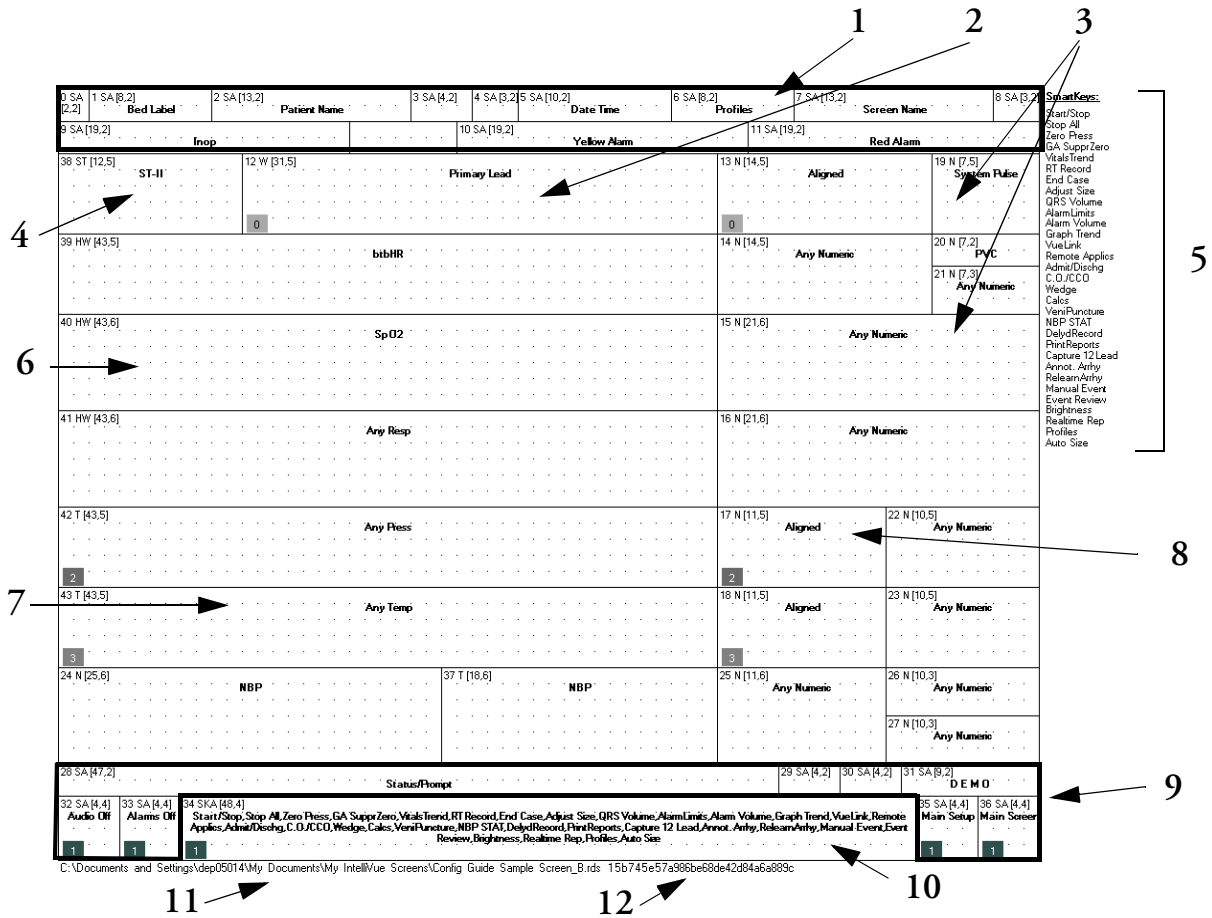 1
2
3
0 SA [2,2]
1 SA [8,2]
Bed Label
2 SA [13,2]
Patient Name
3 SA [4,2]
4 SA [3,2]
5 SA [10,2]
Date Time
6 SA [8,2]
Profiles
7 SA [13,2]
Screen Name
8 SA [3,2]
9 SA [19,2]
Inop
10 SA [19,2]
Yellow Alarm
11 SA [19,2]
Red Alarm
SmartKeys:
Start/Stop
Stop All
Zero Press
GA SupprZero
VitalsTrend
RT Record
End Case
Adjust Size
QRS Volume
AlarmLimits
Alarm Volume
Graph Trend
VueLink
Remote Applics
Admit/Dischg
C.O./CCO
Wedge
Calcs
VeniPuncture
NBP STAT
DelydRecord
PrintReports
Capture 12 Lead
Annot. Arrhy
RelearnArrhy
Manual Event
Event Review
Brightness
Realtime Rep
Profiles
Auto Size
5
38 ST [12,5]
ST-II
4
12 W [31,5]
Primary Lead
0
13 N [14,5]
Aligned
0
19 N [7,5]
System Pulse
39 HW [43,5]
btbHR
14 N [14,5]
Any Numeric
20 N [7,2]
PVC
21 N [7,3]
Any Numeric
40 HW [43,6]
SpO2
6
15 N [21,6]
Any Numeric
41 HW [43,6]
Any Resp
16 N [21,6]
Any Numeric
42 T [43,5]
Any Press
2
17 N [11,5]
Aligned
2
22 N [10,5]
Any Numeric
8
7
43 T [43,5]
Any Temp
3
18 N [11,5]
Aligned
3
23 N [10,5]
Any Numeric
24 N [25,6]
NBP
37 T [18,6]
NBP
25 N [11,6]
Any Numeric
26 N [10,3]
Any Numeric
27 N [10,3]
Any Numeric
28 SA [47,2]
Status/Prompt
29 SA [4,2]
30 SA [4,2]
31 SA [9,2]
DEMO
9
32 SA [4,4]
Audio Off
1
33 SA [4,4]
Alarms Off
1
34 SKA [48,4]
Start/Stop,Stop All,Zero Press,GA SupprZero,VitalsTrend,RT Record,End Case,Adjust Size,QRS Volume,AlarmLimits,Alarm Volume,Graph Trend,VueLink,Remote
Applics,Admit/Dischg,C.O./CCO,Wedge,Calcs,VeniPuncture,NBP STAT,DelydRecord,PrintReports,Capture 12 Lead,Annot. Arrhy,RelearnArrhy,Manual Event,Event
Review,Brightness,Realtime Rep,Profiles,Auto Size
1
35 SA [4,4]
Main Setup
1
36 SA [4,4]
Main Screen
1
C:\Documents and Settings\dep05014\My Documents\My IntelliVue Screens\Config Guide Sample Screen_B.rds 15b745e57a986be68de42d84a6a889c
10
11
12